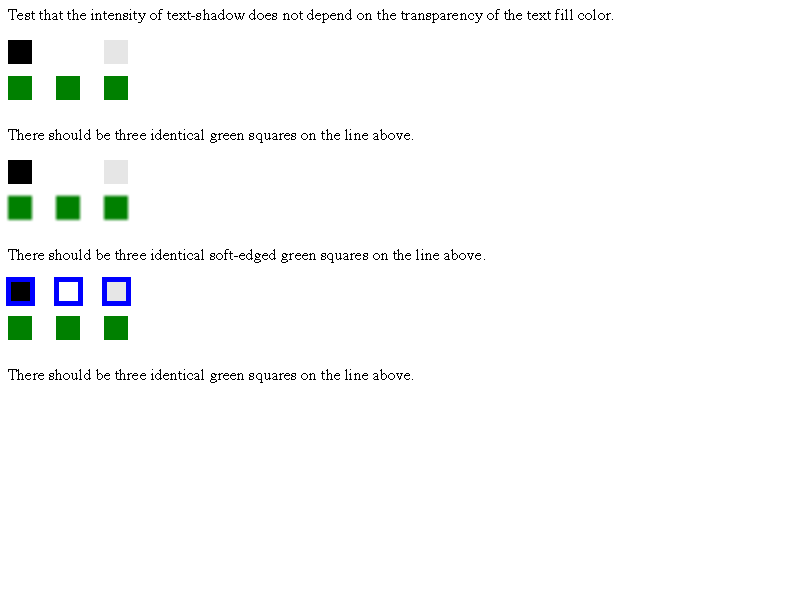 Test that the intensity of text-shadow does not depend on the transparency of the text fill color.
There should be three identical green squares on the line above.
There should be three identical soft-edged green squares on the line above.
There should be three identical green squares on the line above.